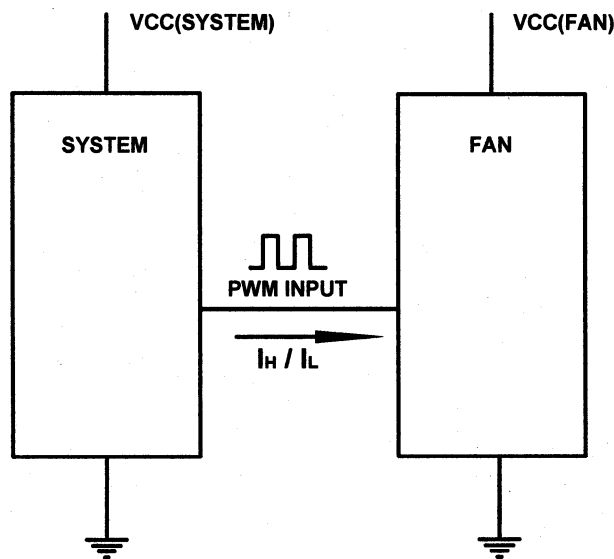 VCC(SYSTEM)
VCC(FAN)
SYSTEM
FAN
PWM INPUT
IH / IL